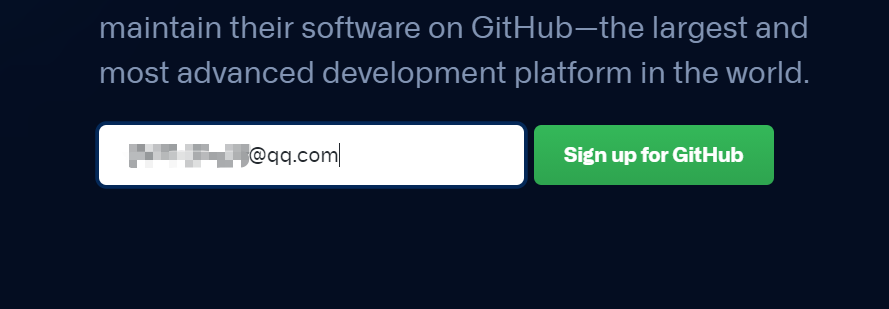 maintain their software on GitHub—the largest and
most advanced development platform in the world.
@qq.com
Sign up for GitHub